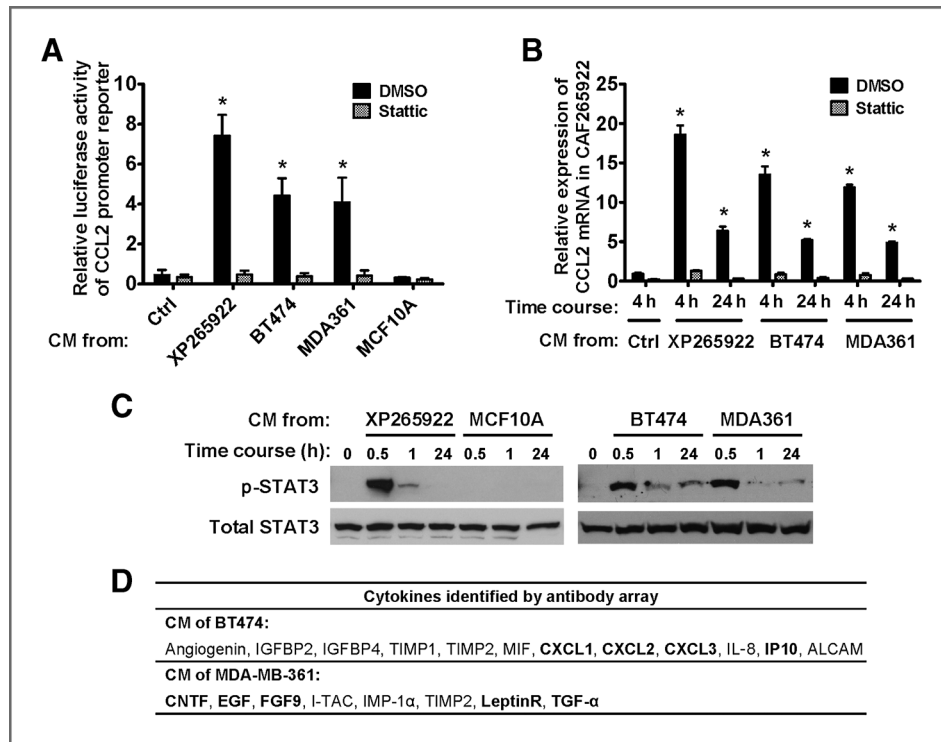 A
Relative luciferase activity
of CCL2 promoter reporter
10
8
6
4
2
0
DMSO
Stattic
*
*
*
CM from:
Ctrl
XP265922
BT474
MDA361
MCF10A
B
Relative expression of
CCL2 mRNA in CAF265922
25
20
15
10
5
0
DMSO
Stattic
*
*
*
*
*
*
Time course: 4 h 4 h 24 h 4 h 24 h 4 h 24 h
CM from: Ctrl XP265922 BT474 MDA361
C
CM from: XP265922 MCF10A BT474 MDA361
Time course (h): 0 0.5 1 24 0.5 1 24 0 0.5 1 24 0.5 1 24
p-STAT3
Total STAT3
D
Cytokines identified by antibody array
CM of BT474:
Angiogenin, IGFBP2, IGFBP4, TIMP1, TIMP2, MIF, CXCL1, CXCL2, CXCL3, IL-8, IP10, ALCAM
CM of MDA-MB-361:
CNTF, EGF, FGF9, I-TAC, IMP-1α, TIMP2, LeptinR, TGF-α